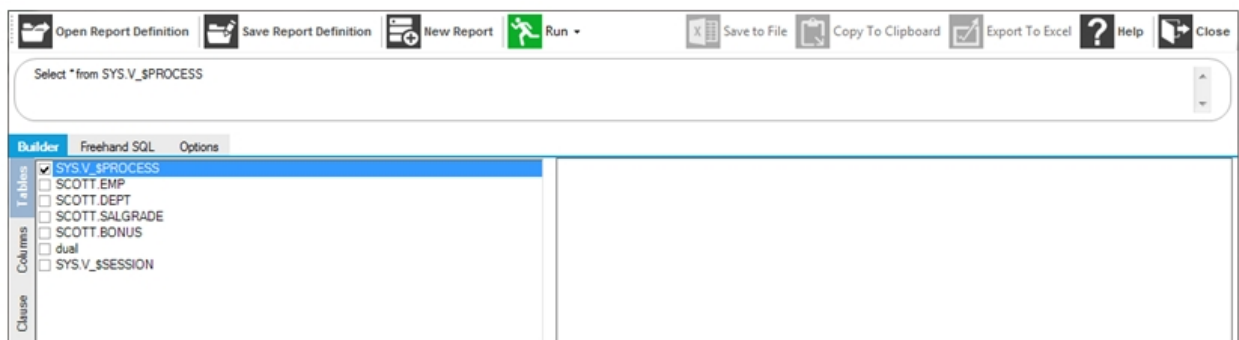 Open Report Definition Save Report Definition New Report Run Save to File Copy To Clipboard Export To Excel ? Help Close
Select * from SYS.V_$PROCESS
Builder Freehand SQL Options
Tables
Columns
Clause
SYS.V_$PROCESS
SCOTT.EMP
SCOTT.DEPT
SCOTT.SALGRADE
SCOTT.BONUS
dual
SYS.V_$SESSION